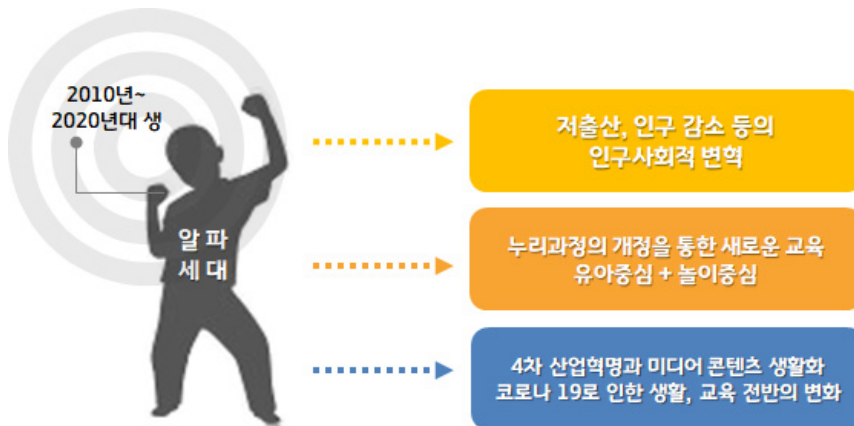 2010년~
2020년대 생
알 파
세 대
저출산, 인구 감소 등의
인구사회적 변혁
누리과정의 개정을 통한 새로운 교육
유아중심 + 놀이중심
4차 산업혁명과 미디어 콘텐츠 생활화
코로나 19로 인한 생활, 교육 전반의 변화